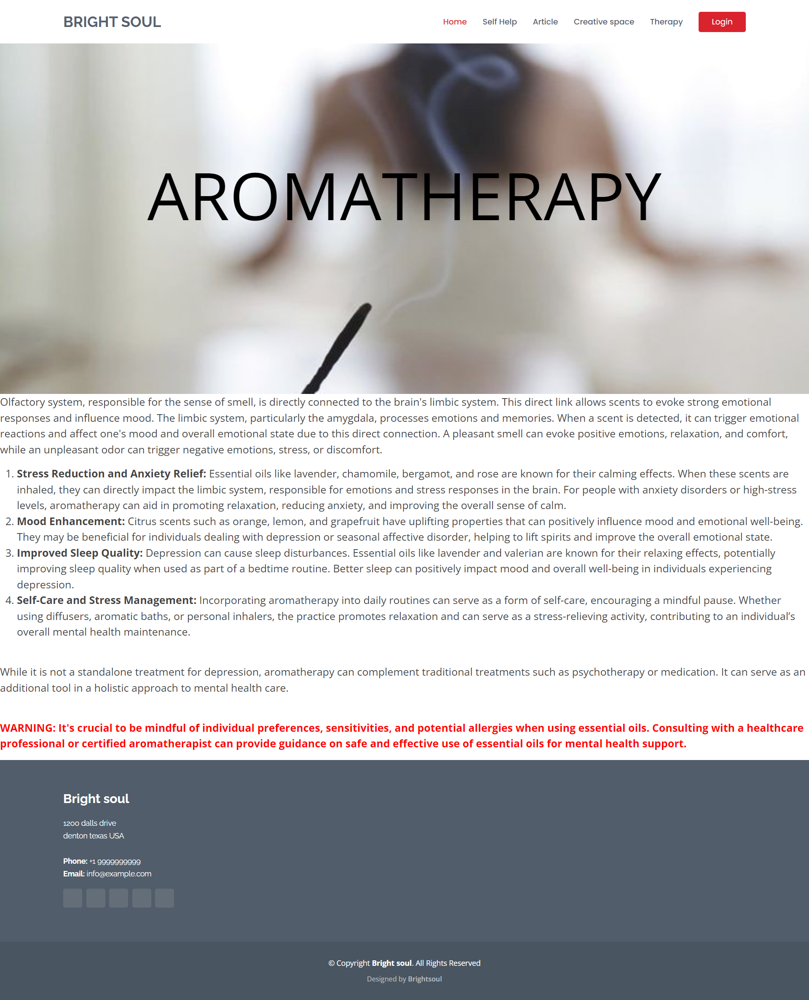 BRIGHT SOUL
Home Self Help Article Creative space Therapy Login
AROMATHERAPY
Olfactory system, responsible for the sense of smell, is directly connected to the brain's limbic system. This direct link allows scents to evoke strong emotional
responses and influence mood. The limbic system, particularly the amygdala, processes emotions and memories. When a scent is detected, it can trigger emotional
reactions and affect one's mood and overall emotional state due to this direct connection. A pleasant smell can evoke positive emotions, relaxation, and comfort,
while an unpleasant odor can trigger negative emotions, stress, or discomfort.
1. Stress Reduction and Anxiety Relief: Essential oils like lavender, chamomile, bergamot, and rose are known for their calming effects. When these scents are
inhaled, they can directly impact the limbic system, responsible for emotions and stress responses in the brain. For people with anxiety disorders or high-stress
levels, aromatherapy can aid in promoting relaxation, reducing anxiety, and improving the overall sense of calm.
2. Mood Enhancement: Citrus scents such as orange, lemon, and grapefruit have uplifting properties that can positively influence mood and emotional well-being.
They may be beneficial for individuals dealing with depression or seasonal affective disorder, helping to lift spirits and improve the overall emotional state.
3. Improved Sleep Quality: Depression can cause sleep disturbances. Essential oils like lavender and valerian are known for their relaxing effects, potentially
improving sleep quality when used as part of a bedtime routine. Better sleep can positively impact mood and overall well-being in individuals experiencing
depression.
4. Self-Care and Stress Management: Incorporating aromatherapy into daily routines can serve as a form of self-care, encouraging a mindful pause. Whether
using diffusers, aromatic baths, or personal inhalers, the practice promotes relaxation and can serve as a stress-relieving activity, contributing to an individual’s
overall mental health maintenance.
While it is not a standalone treatment for depression, aromatherapy can complement traditional treatments such as psychotherapy or medication. It can serve as an
additional tool in a holistic approach to mental health care.
WARNING: It's crucial to be mindful of individual preferences, sensitivities, and potential allergies when using essential oils. Consulting with a healthcare
professional or certified aromatherapist can provide guidance on safe and effective use of essential oils for mental health support.
Bright soul
1200 dalls drive
denton texas USA
Phone: +1 9999999999
Email: info@example.com
© Copyright Bright soul. All Rights Reserved
Designed by Brightsoul